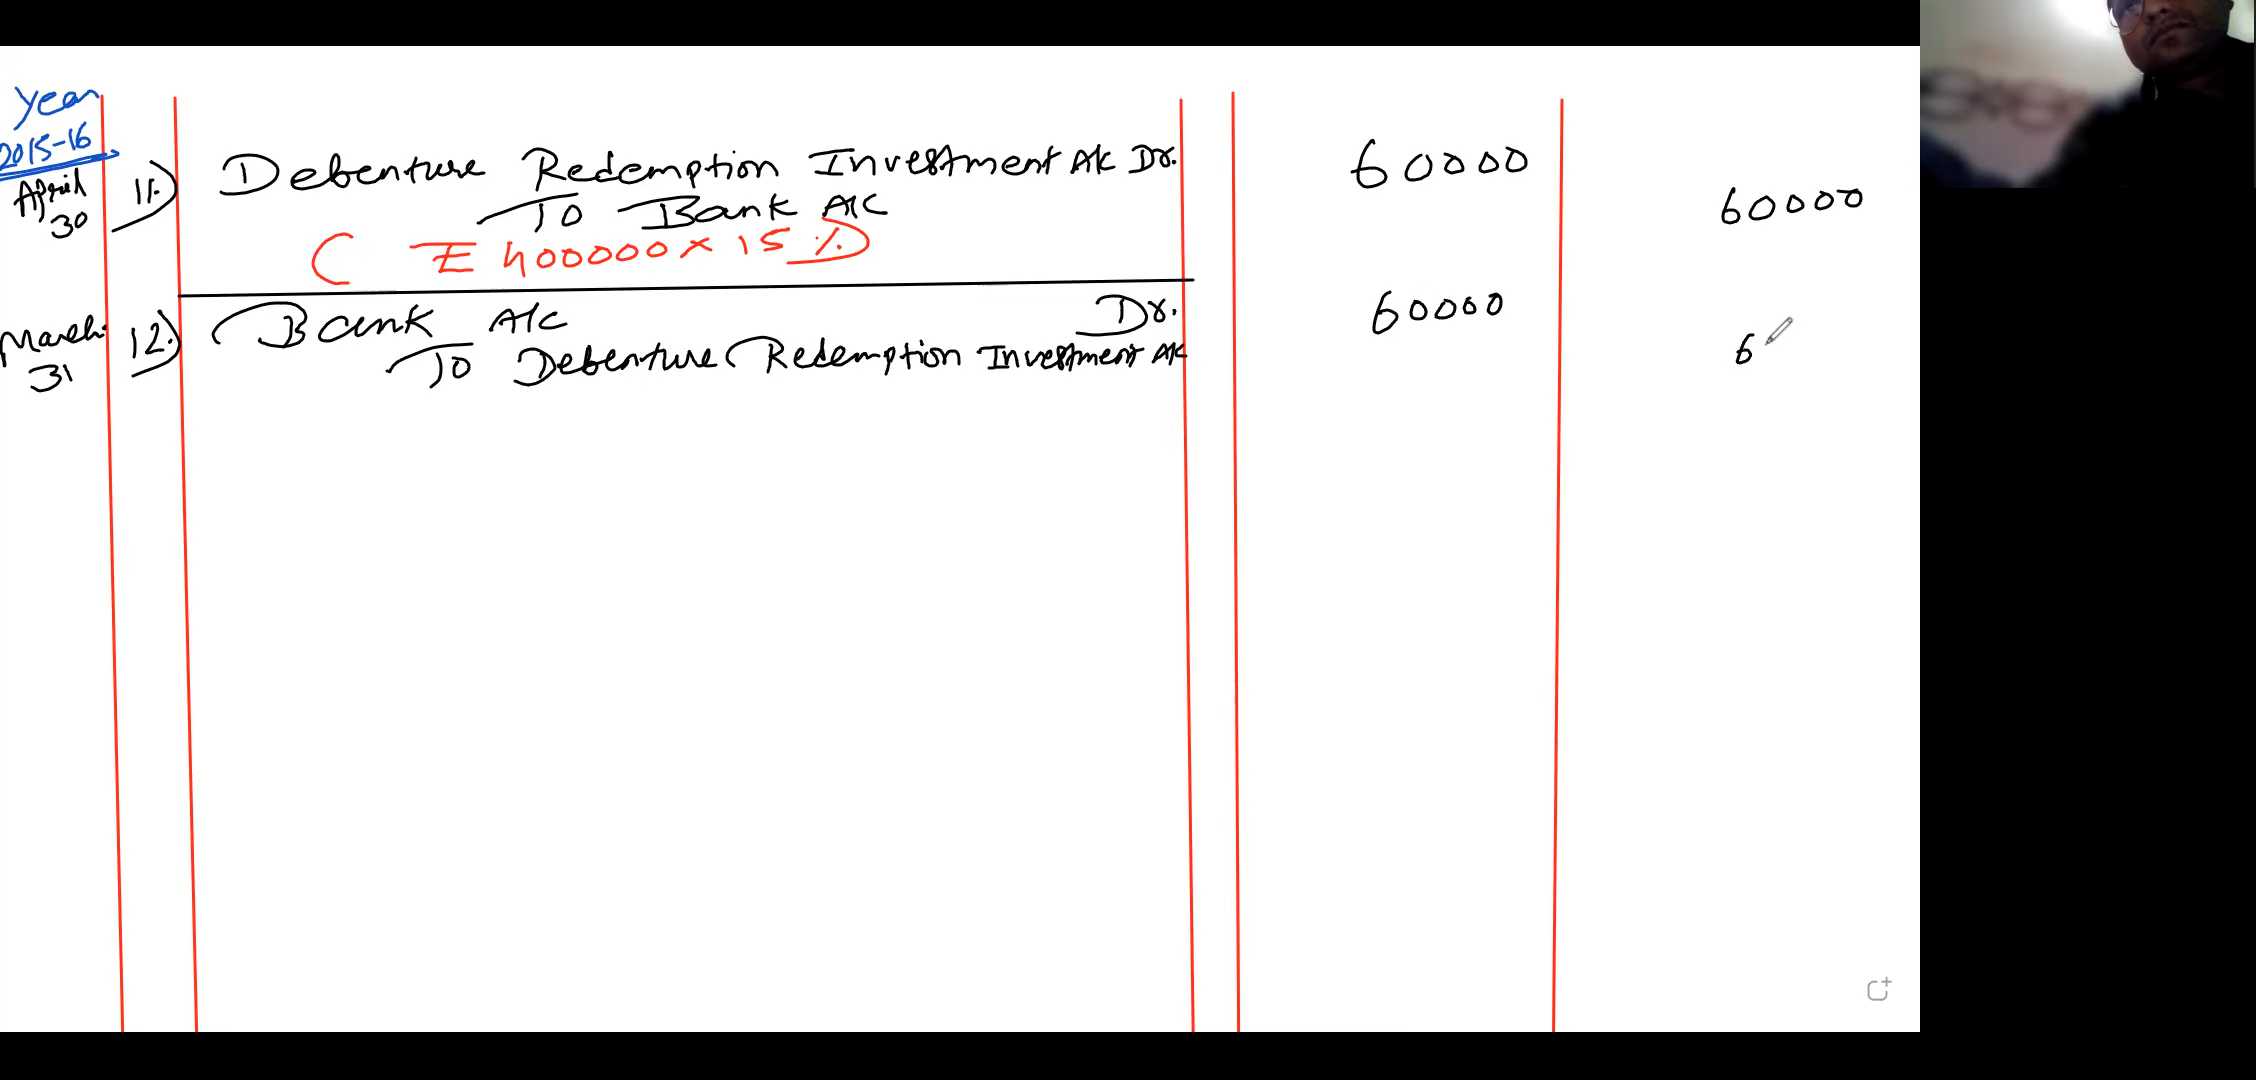 Year
2015-16
April
30
11.) Debenture Redemption Investment A/c Dr. 60000
To Bank A/c 60000
( ₹ 400000 × 15 %)
March
31
12.) Bank A/c Dr. 60000
To Debenture Redemption Investment A/c 6